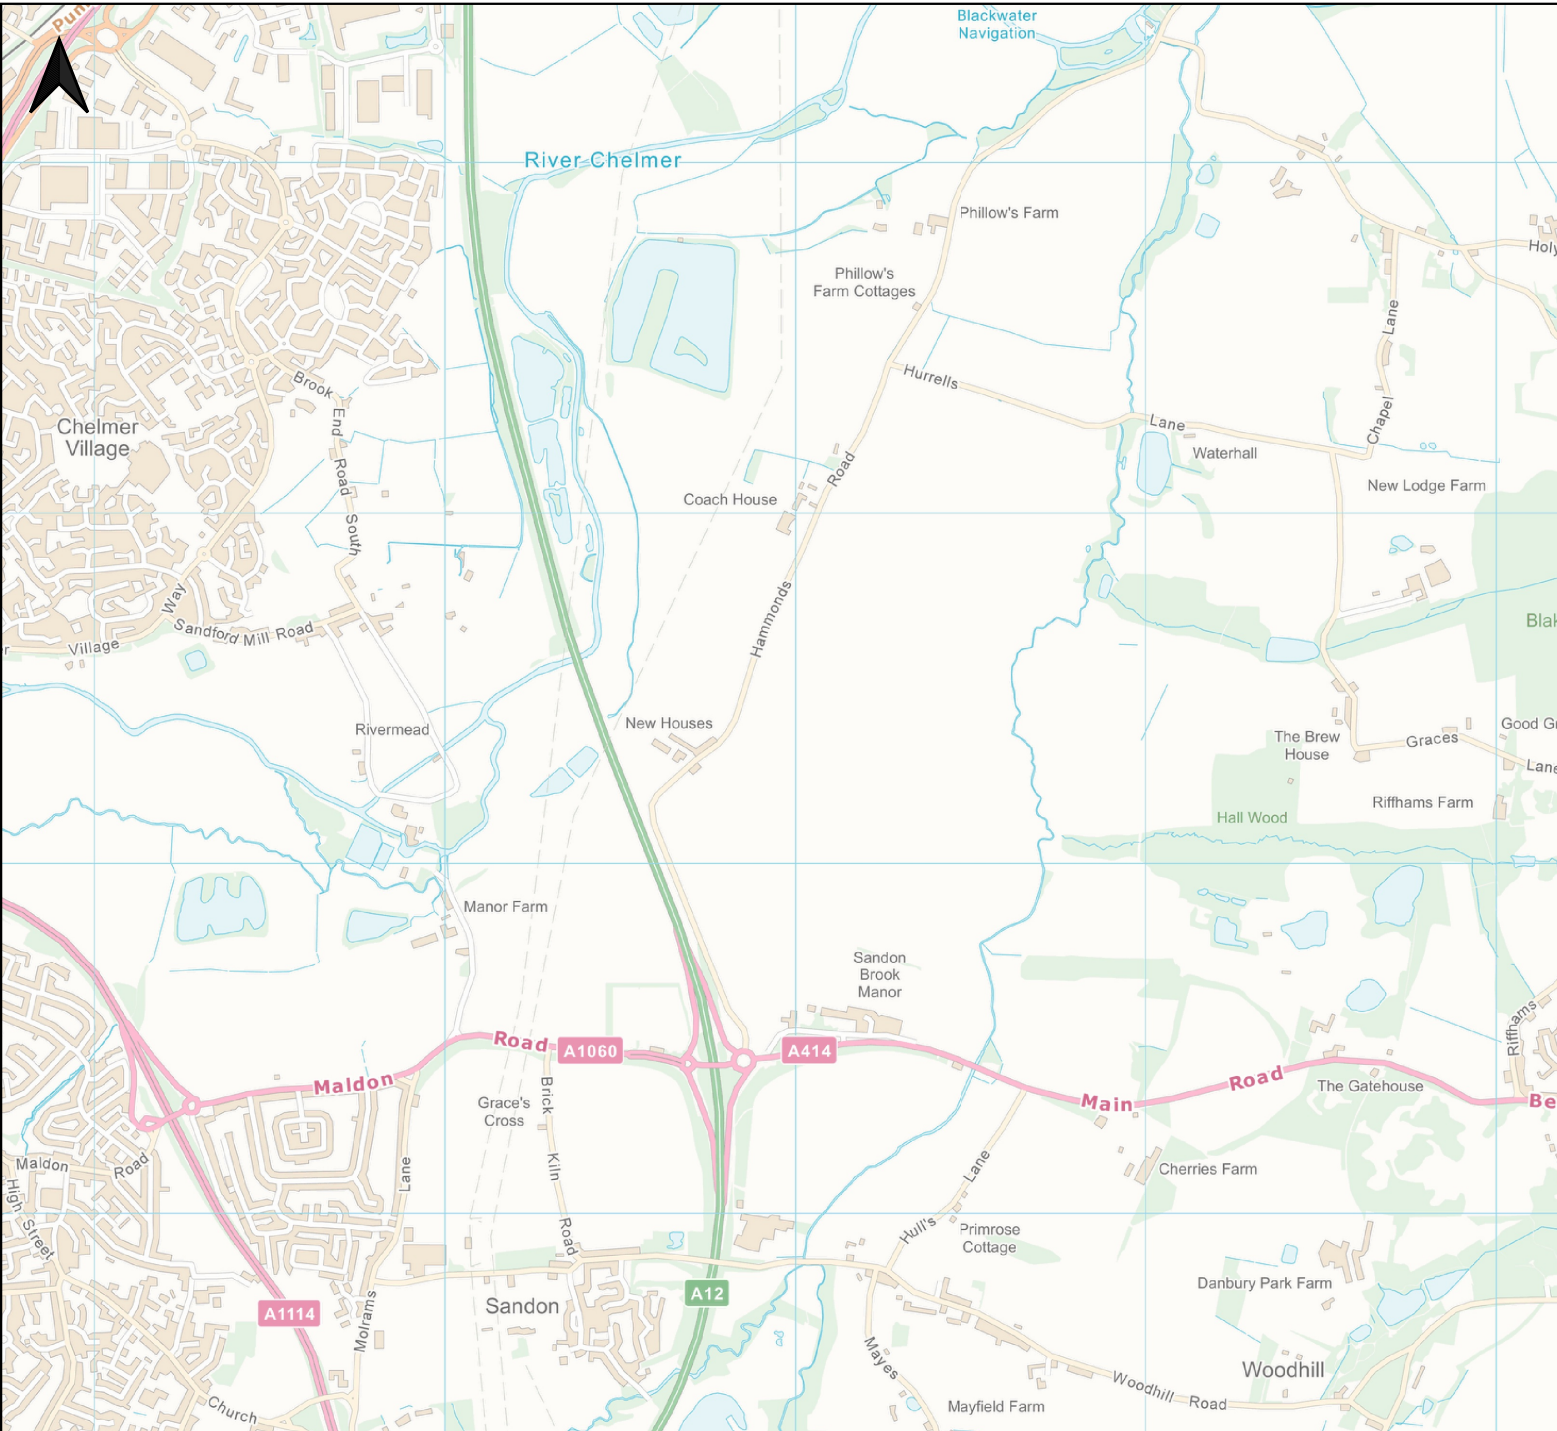 Blackwater
Navigation
River Chelmer
Phillow's Farm
Phillow's
Farm Cottages
Holy
Lane
Hurrells
Lane
Chapel
Waterhall
New Lodge Farm
Brook
End
Road
South
Chelmer
Village
Coach House
Road
Hammonds
Way
Sandford Mill Road
Village
Rivermead
New Houses
The Brew
House
Graces
Lane
Riffhams Farm
Hall Wood
Manor Farm
Sandon
Brook
Manor
Riffhams
Road
A1060
A414
Maldon
Main
Road
The Gatehouse
Be
Grace's
Cross
Brick
Kiln
Road
Maldon
Road
High Street
Lane
Molrams
Cherries Farm
Lane
Hull's
Primrose
Cottage
Danbury Park Farm
A12
A1114
Sandon
Mayes
Woodhill
Woodhill
Road
Mayfield Farm
Church